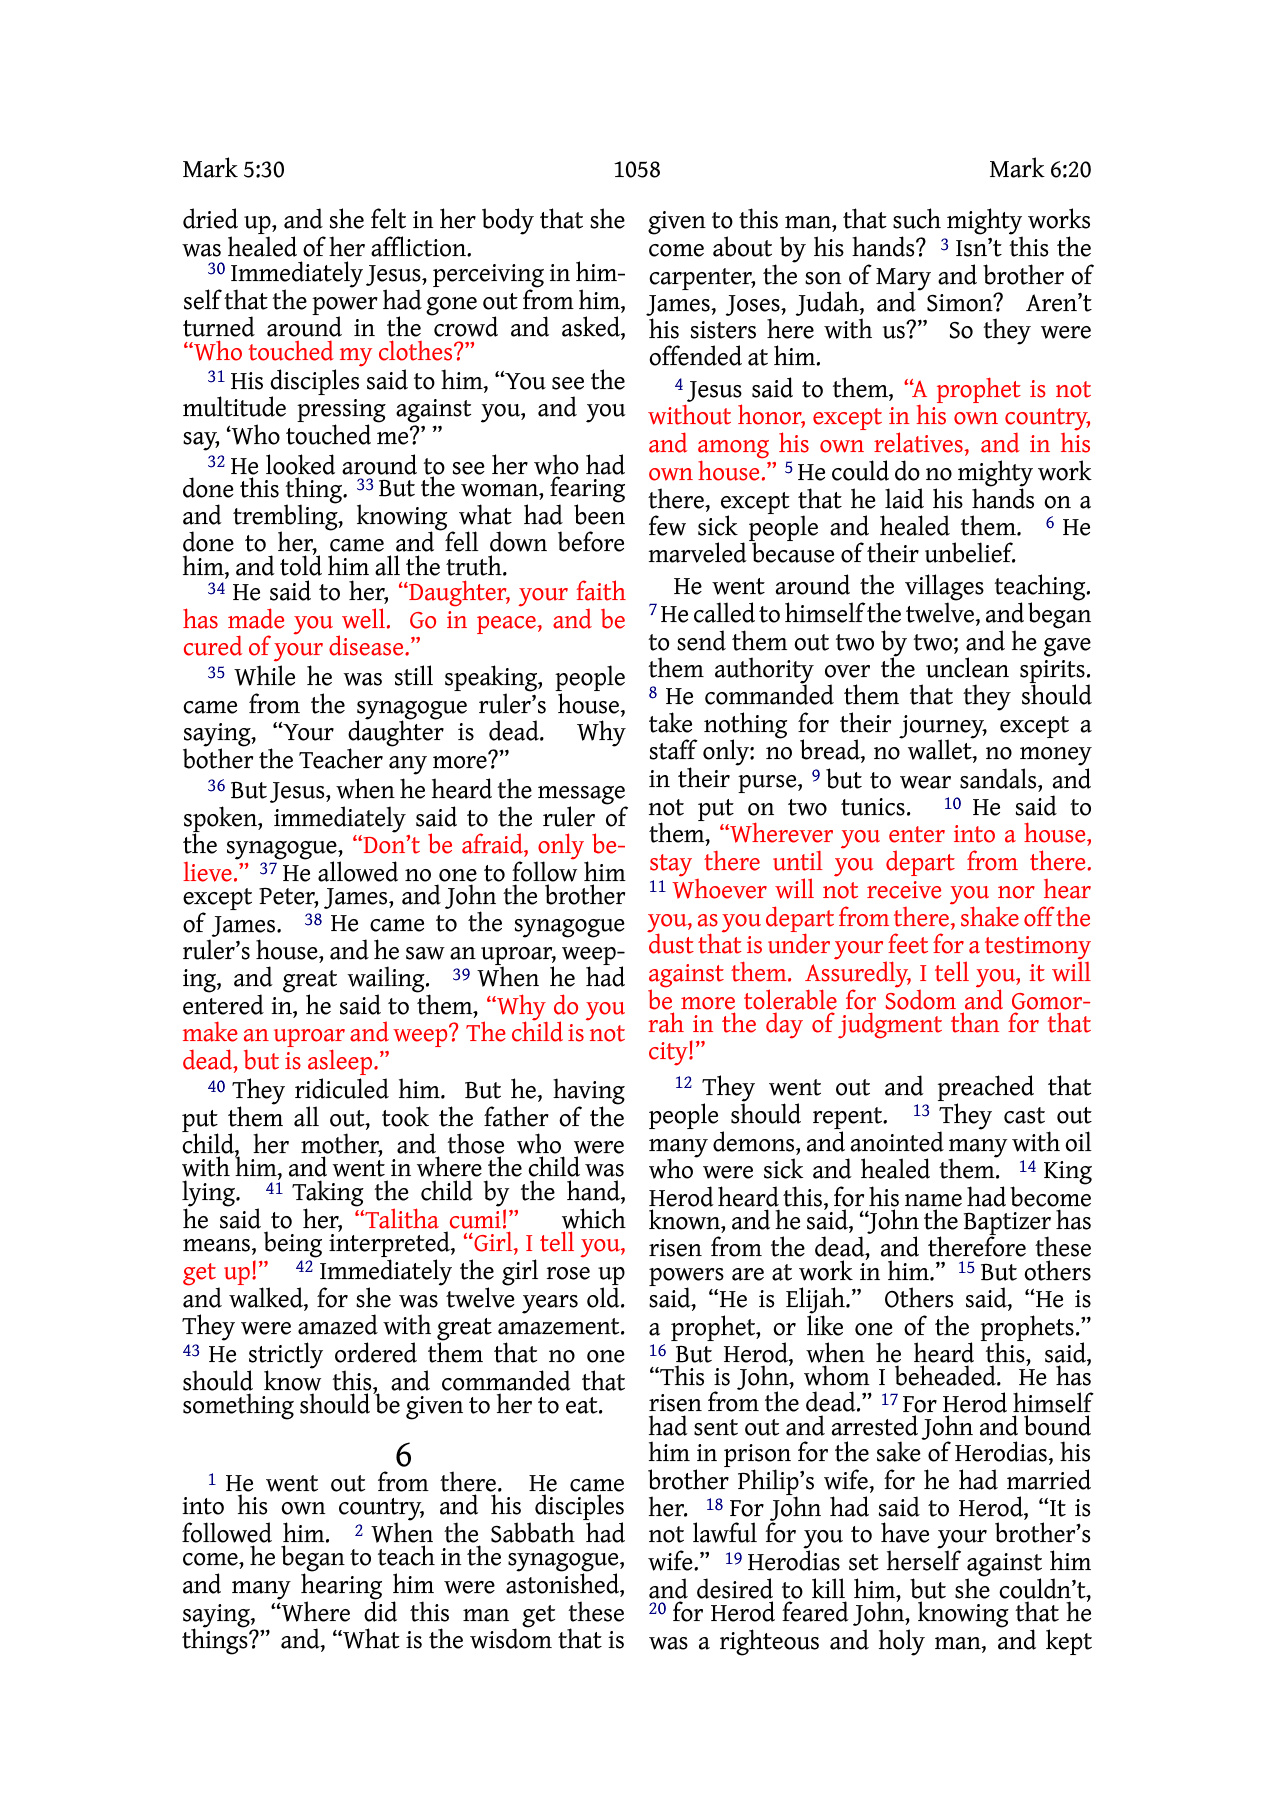 Mark 5:30 1058 Mark 6:20
dried up, and she felt in her body that she
was healed of her affliction.
30 Immediately Jesus, perceiving in him-
self that the power had gone out from him,
turned around in the crowd and asked,
“Who touched my clothes?”
31 His disciples said to him, “You see the
multitude pressing against you, and you
say, ‘Who touched me?’ ”
32 He looked around to see her who had
done this thing. 33 But the woman, fearing
and trembling, knowing what had been
done to her, came and fell down before
him, and told him all the truth.
34 He said to her, “Daughter, your faith
has made you well. Go in peace, and be
cured of your disease.”
35 While he was still speaking, people
came from the synagogue ruler’s house,
saying, “Your daughter is dead. Why
bother the Teacher any more?”
36 But Jesus, when he heard the message
spoken, immediately said to the ruler of
the synagogue, “Don’t be afraid, only be-
lieve.” 37 He allowed no one to follow him
except Peter, James, and John the brother
of James. 38 He came to the synagogue
ruler’s house, and he saw an uproar, weep-
ing, and great wailing. 39 When he had
entered in, he said to them, “Why do you
make an uproar and weep? The child is not
dead, but is asleep.”
40 They ridiculed him. But he, having
put them all out, took the father of the
child, her mother, and those who were
with him, and went in where the child was
lying. 41 Taking the child by the hand,
he said to her, “Talitha cumi!” which
means, being interpreted, “Girl, I tell you,
get up!” 42 Immediately the girl rose up
and walked, for she was twelve years old.
They were amazed with great amazement.
43 He strictly ordered them that no one
should know this, and commanded that
something should be given to her to eat.
6
1 He went out from there. He came
into his own country, and his disciples
followed him. 2 When the Sabbath had
come, he began to teach in the synagogue,
and many hearing him were astonished,
saying, “Where did this man get these
things?” and, “What is the wisdom that is
given to this man, that such mighty works
come about by his hands? 3 Isn’t this the
carpenter, the son of Mary and brother of
James, Joses, Judah, and Simon? Aren’t
his sisters here with us?” So they were
offended at him.
4 Jesus said to them, “A prophet is not
without honor, except in his own country,
and among his own relatives, and in his
own house.” 5 He could do no mighty work
there, except that he laid his hands on a
few sick people and healed them. 6 He
marveled because of their unbelief.
He went around the villages teaching.
7 He called to himself the twelve, and began
to send them out two by two; and he gave
them authority over the unclean spirits.
8 He commanded them that they should
take nothing for their journey, except a
staff only: no bread, no wallet, no money
in their purse, 9 but to wear sandals, and
not put on two tunics. 10 He said to
them, “Wherever you enter into a house,
stay there until you depart from there.
11 Whoever will not receive you nor hear
you, as you depart from there, shake off the
dust that is under your feet for a testimony
against them. Assuredly, I tell you, it will
be more tolerable for Sodom and Gomor-
rah in the day of judgment than for that
city!”
12 They went out and preached that
people should repent. 13 They cast out
many demons, and anointed many with oil
who were sick and healed them. 14 King
Herod heard this, for his name had become
known, and he said, “John the Baptizer has
risen from the dead, and therefore these
powers are at work in him.” 15 But others
said, “He is Elijah.” Others said, “He is
a prophet, or like one of the prophets.”
16 But Herod, when he heard this, said,
“This is John, whom I beheaded. He has
risen from the dead.” 17 For Herod himself
had sent out and arrested John and bound
him in prison for the sake of Herodias, his
brother Philip’s wife, for he had married
her. 18 For John had said to Herod, “It is
not lawful for you to have your brother’s
wife.” 19 Herodias set herself against him
and desired to kill him, but she couldn’t,
20 for Herod feared John, knowing that he
was a righteous and holy man, and kept